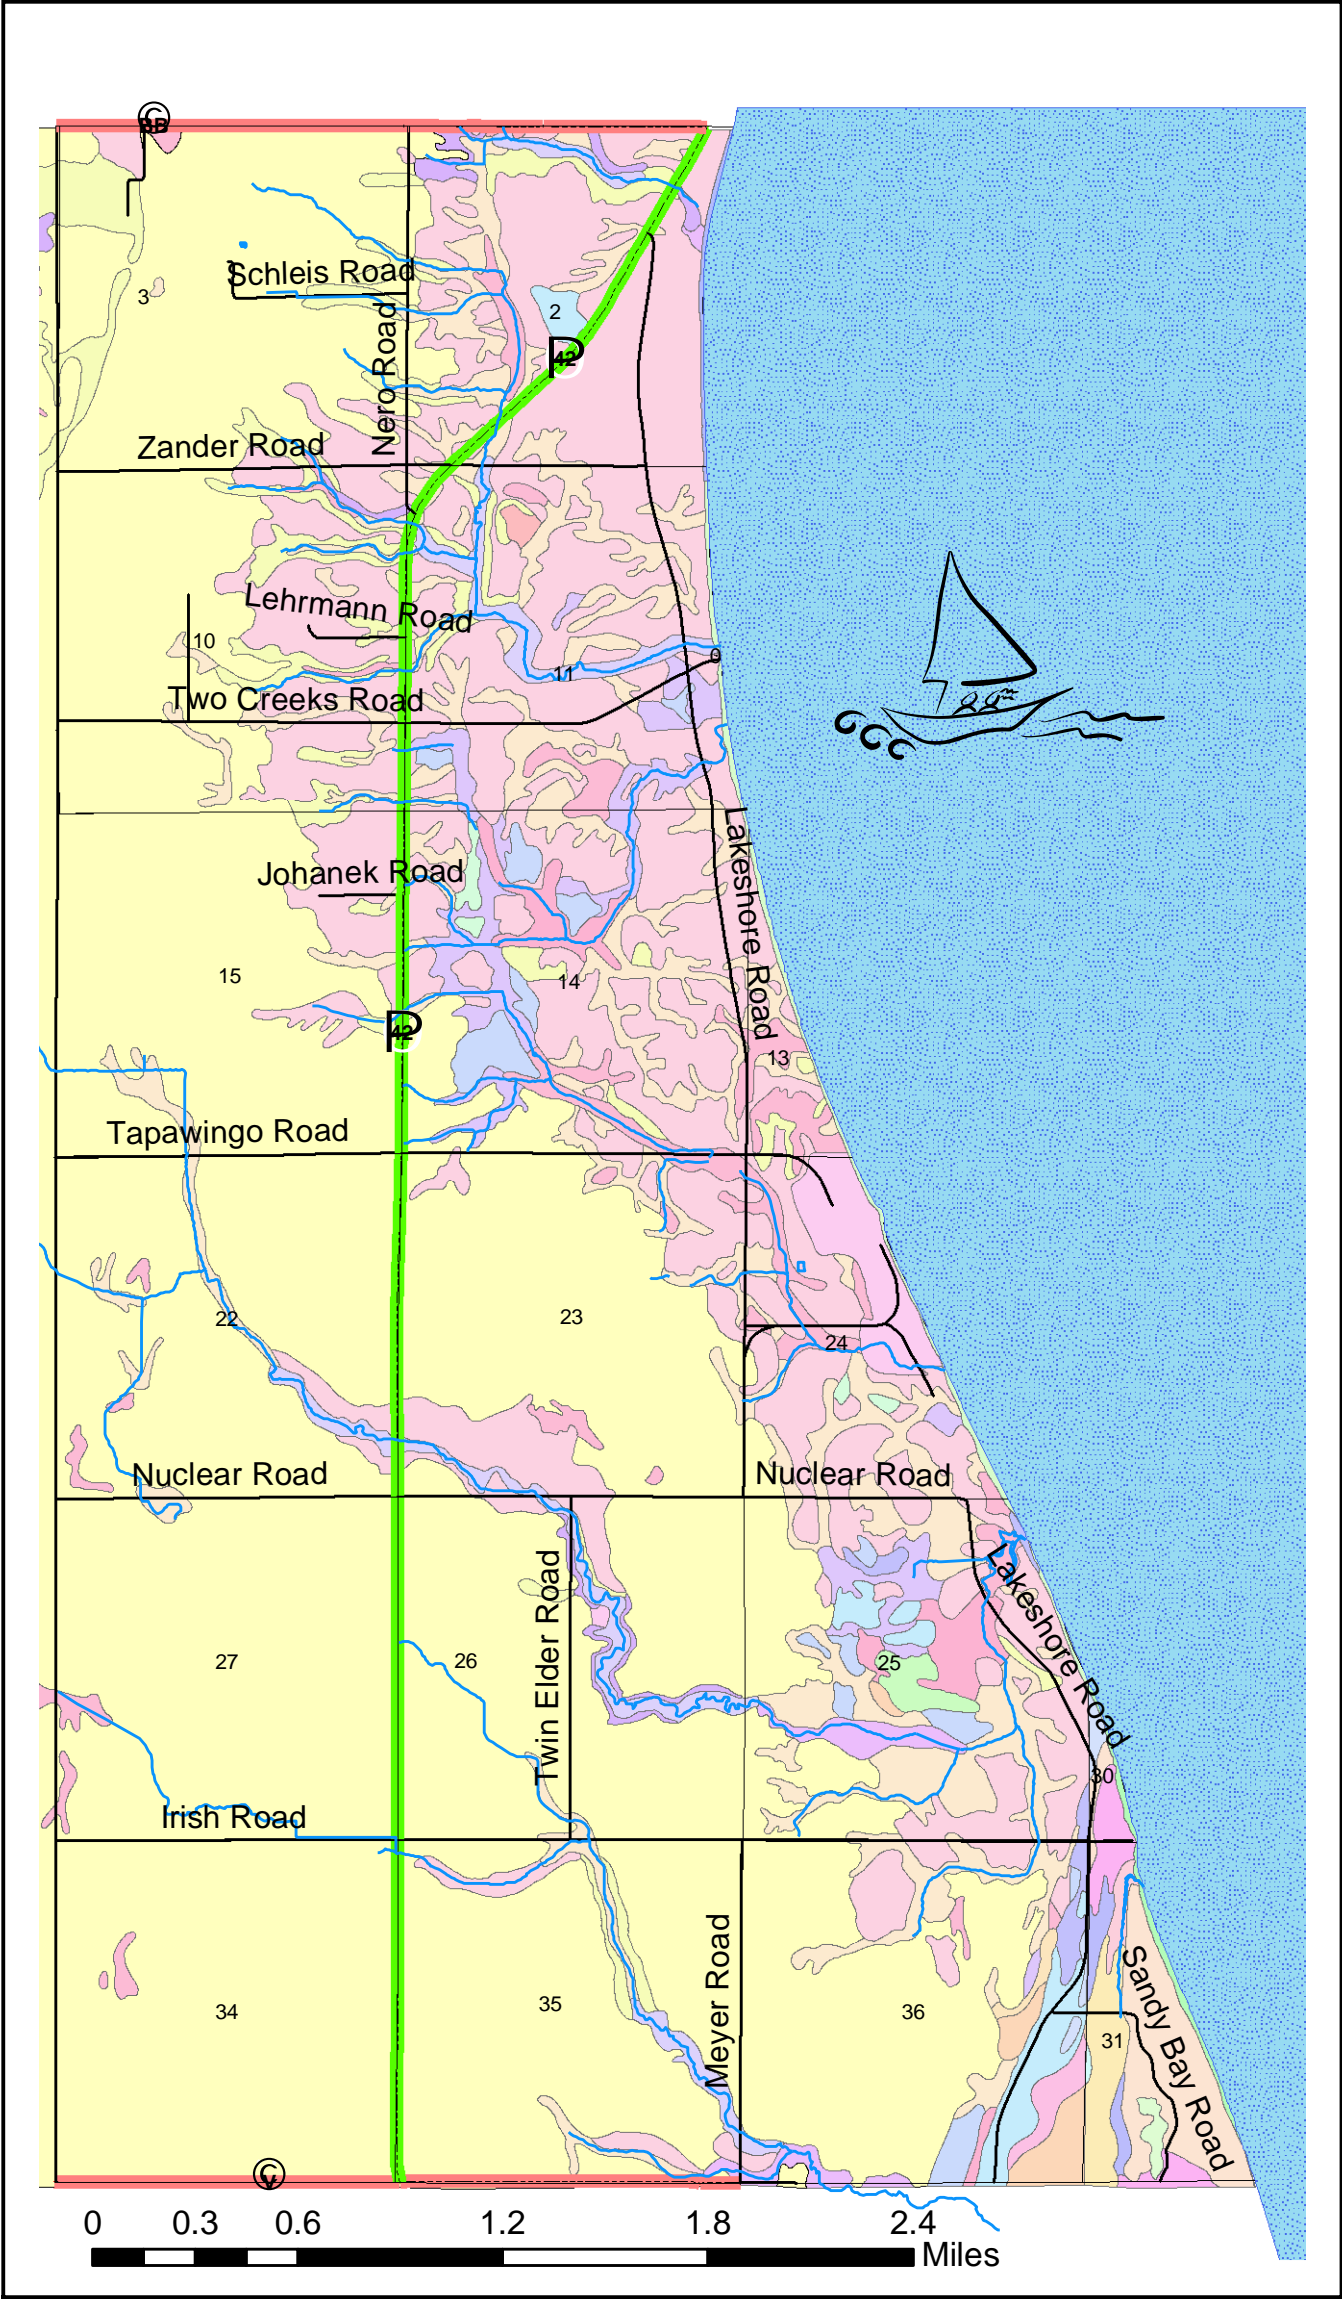 ©
BB
Schleis Road
3
2
Nero Road
P
42
Zander Road
Lehrmann Road
10
0
11
Two Creeks Road
Lakeshore Road
Johanek Road
15
14
P
42
13
Tapawingo Road
22
23
24
Nuclear Road
Nuclear Road
Lakeshore Road
Twin Elder Road
27
26
25
30
Irish Road
Meyer Road
Sandy Bay Road
34
35
36
31
©
V
0 0.3 0.6 1.2 1.8 2.4
Miles